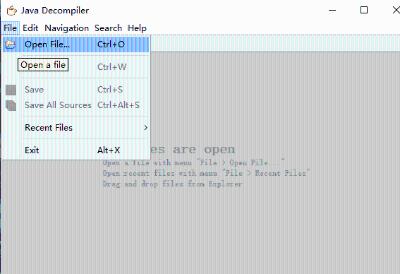 Java Decompiler
File Edit Navigation Search Help
Open File... Ctrl+O
Open a file
Ctrl+W
Save Ctrl+S
Save All Sources Ctrl+Alt+S
Recent Files
Exit Alt+X
es are open
Open a file with menu "File > Open File..."
Open recent files with menu "File > Recent Files"
Drag and drop files from Explorer